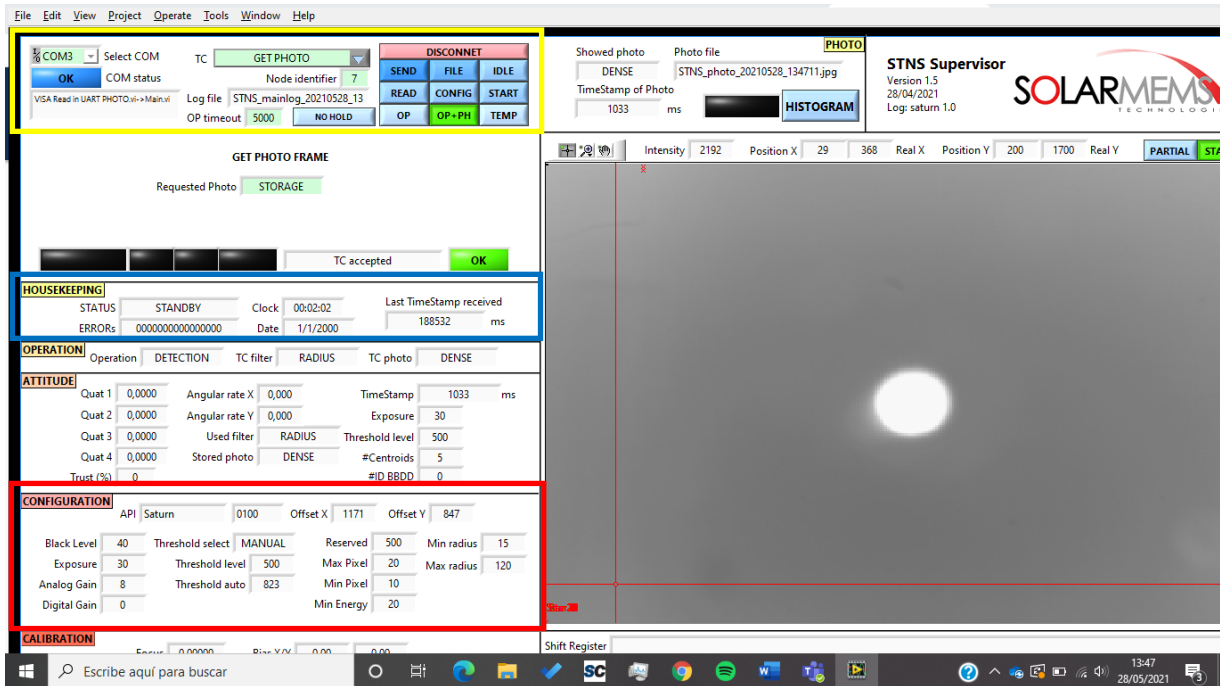 File Edit View Project Operate Tools Window Help
COM3 Select COM
OK COM status
VISA Read in UART PHOTO.vi->Main.vi
TC GET PHOTO
Node identifier 7
Log file STNS_mainlog_20210528_13
OP timeout 5000 NO HOLD
DISCONNET
SEND FILE IDLE
READ CONFIG START
OP OP+PH TEMP
Showed photo Photo file PHOTO
DENSE STNS_photo_20210528_134711.jpg
TimeStamp of Photo
1033 ms HISTOGRAM
STNS Supervisor
Version 1.5
28/04/2021
Log: saturn 1.0
SOLARMEMS
TECHNOLOGI
GET PHOTO FRAME
Requested Photo STORAGE
TC accepted OK
Intensity 2192 Position X 29 368 Real X Position Y 200 1700 Real Y PARTIAL STA
HOUSEKEEPING
STATUS STANDBY Clock 00:02:02 Last TimeStamp received
ERRORs 0000000000000000 Date 1/1/2000 188532 ms
OPERATION
Operation DETECTION TC filter RADIUS TC photo DENSE
ATTITUDE
Quat 1 0,0000 Angular rate X 0,000 TimeStamp 1033 ms
Quat 2 0,0000 Angular rate Y 0,000 Exposure 30
Quat 3 0,0000 Used filter RADIUS Threshold level 500
Quat 4 0,0000 Stored photo DENSE #Centroids 5
Trust (%) 0 #ID BBDD 0
CONFIGURATION
API Saturn 0100 Offset X 1171 Offset Y 847
Black Level 40 Threshold select MANUAL Reserved 500 Min radius 15
Exposure 30 Threshold level 500 Max Pixel 20 Max radius 120
Analog Gain 8 Threshold auto 823 Min Pixel 10
Digital Gain 0 Min Energy 20
CALIBRATION
Focus 0,00000 Bias X/Y 0,00 0,00
Shift Register
Escribe aquí para buscar
13:47
28/05/2021